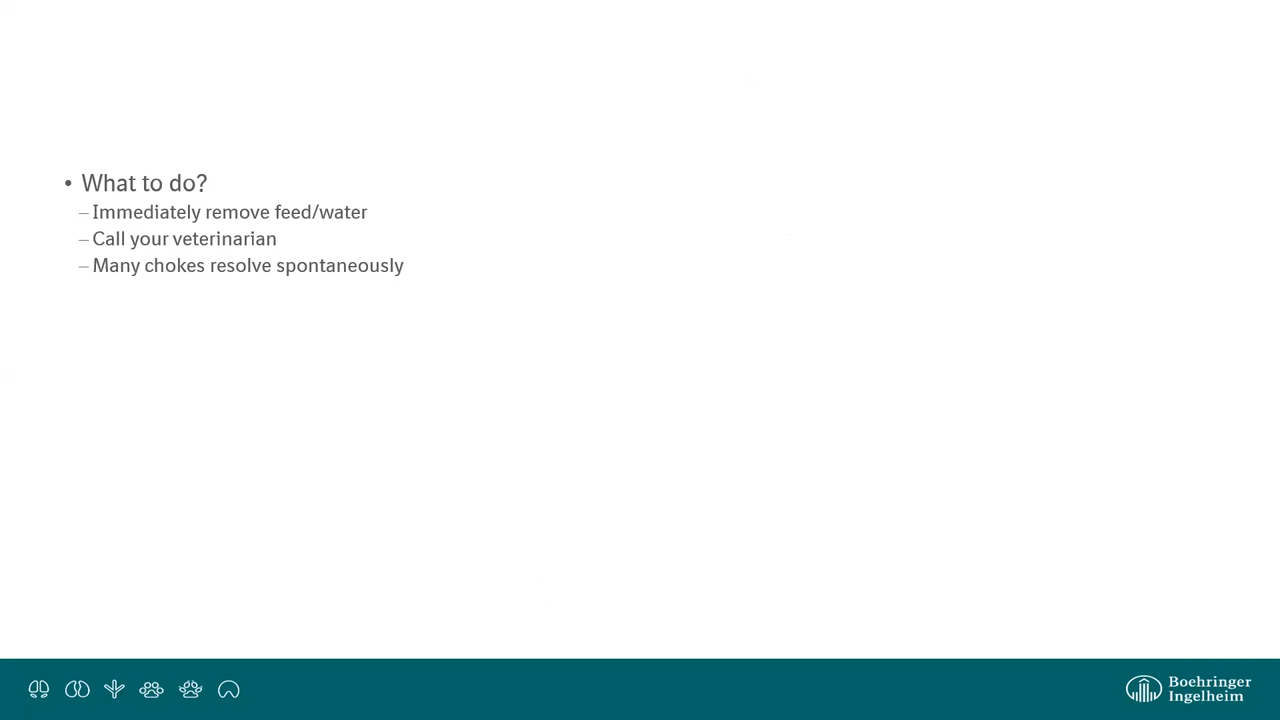 • What to do?
– Immediately remove feed/water
– Call your veterinarian
– Many chokes resolve spontaneously
Boehringer
Ingelheim